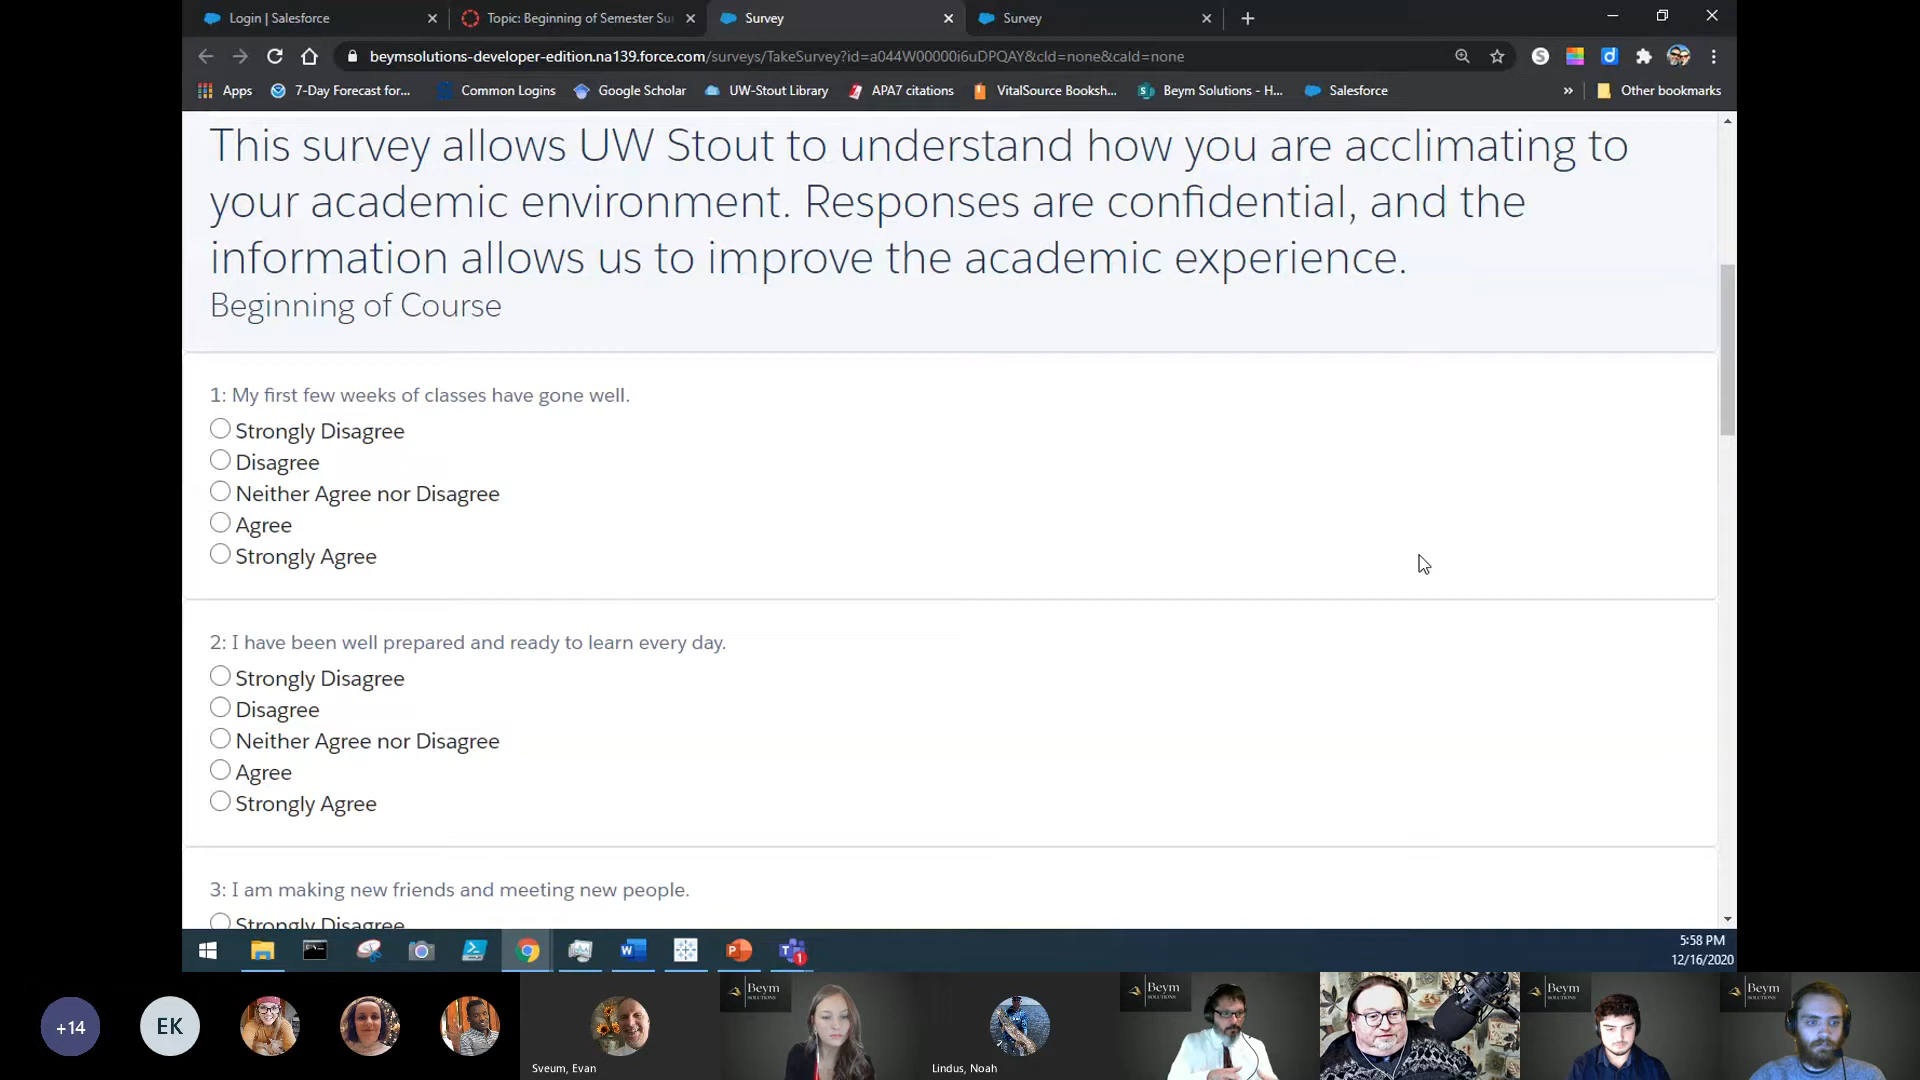 Login | Salesforce
Topic: Beginning of Semester Su
Survey
Survey
beymsolutions-developer-edition.na139.force.com/surveys/TakeSurvey?id=a044W00000i6uDPQAY&cId=none&caId=none
Apps
7-Day Forecast for...
Common Logins
Google Scholar
UW-Stout Library
APA7 citations
VitalSource Booksh...
Beym Solutions - H...
Salesforce
»
Other bookmarks
This survey allows UW Stout to understand how you are acclimating to
your academic environment. Responses are confidential, and the
information allows us to improve the academic experience.
Beginning of Course
1: My first few weeks of classes have gone well.
Strongly Disagree
Disagree
Neither Agree nor Disagree
Agree
Strongly Agree
2: I have been well prepared and ready to learn every day.
Strongly Disagree
Disagree
Neither Agree nor Disagree
Agree
Strongly Agree
3: I am making new friends and meeting new people.
Strongly Disagree
5:58 PM
12/16/2020
+14
EK
Sveum, Evan
Beym
SOLUTIONS
Lindus, Noah
Beym
SOLUTIONS
Beym
SOLUTIONS
Beym
SOLUTIONS